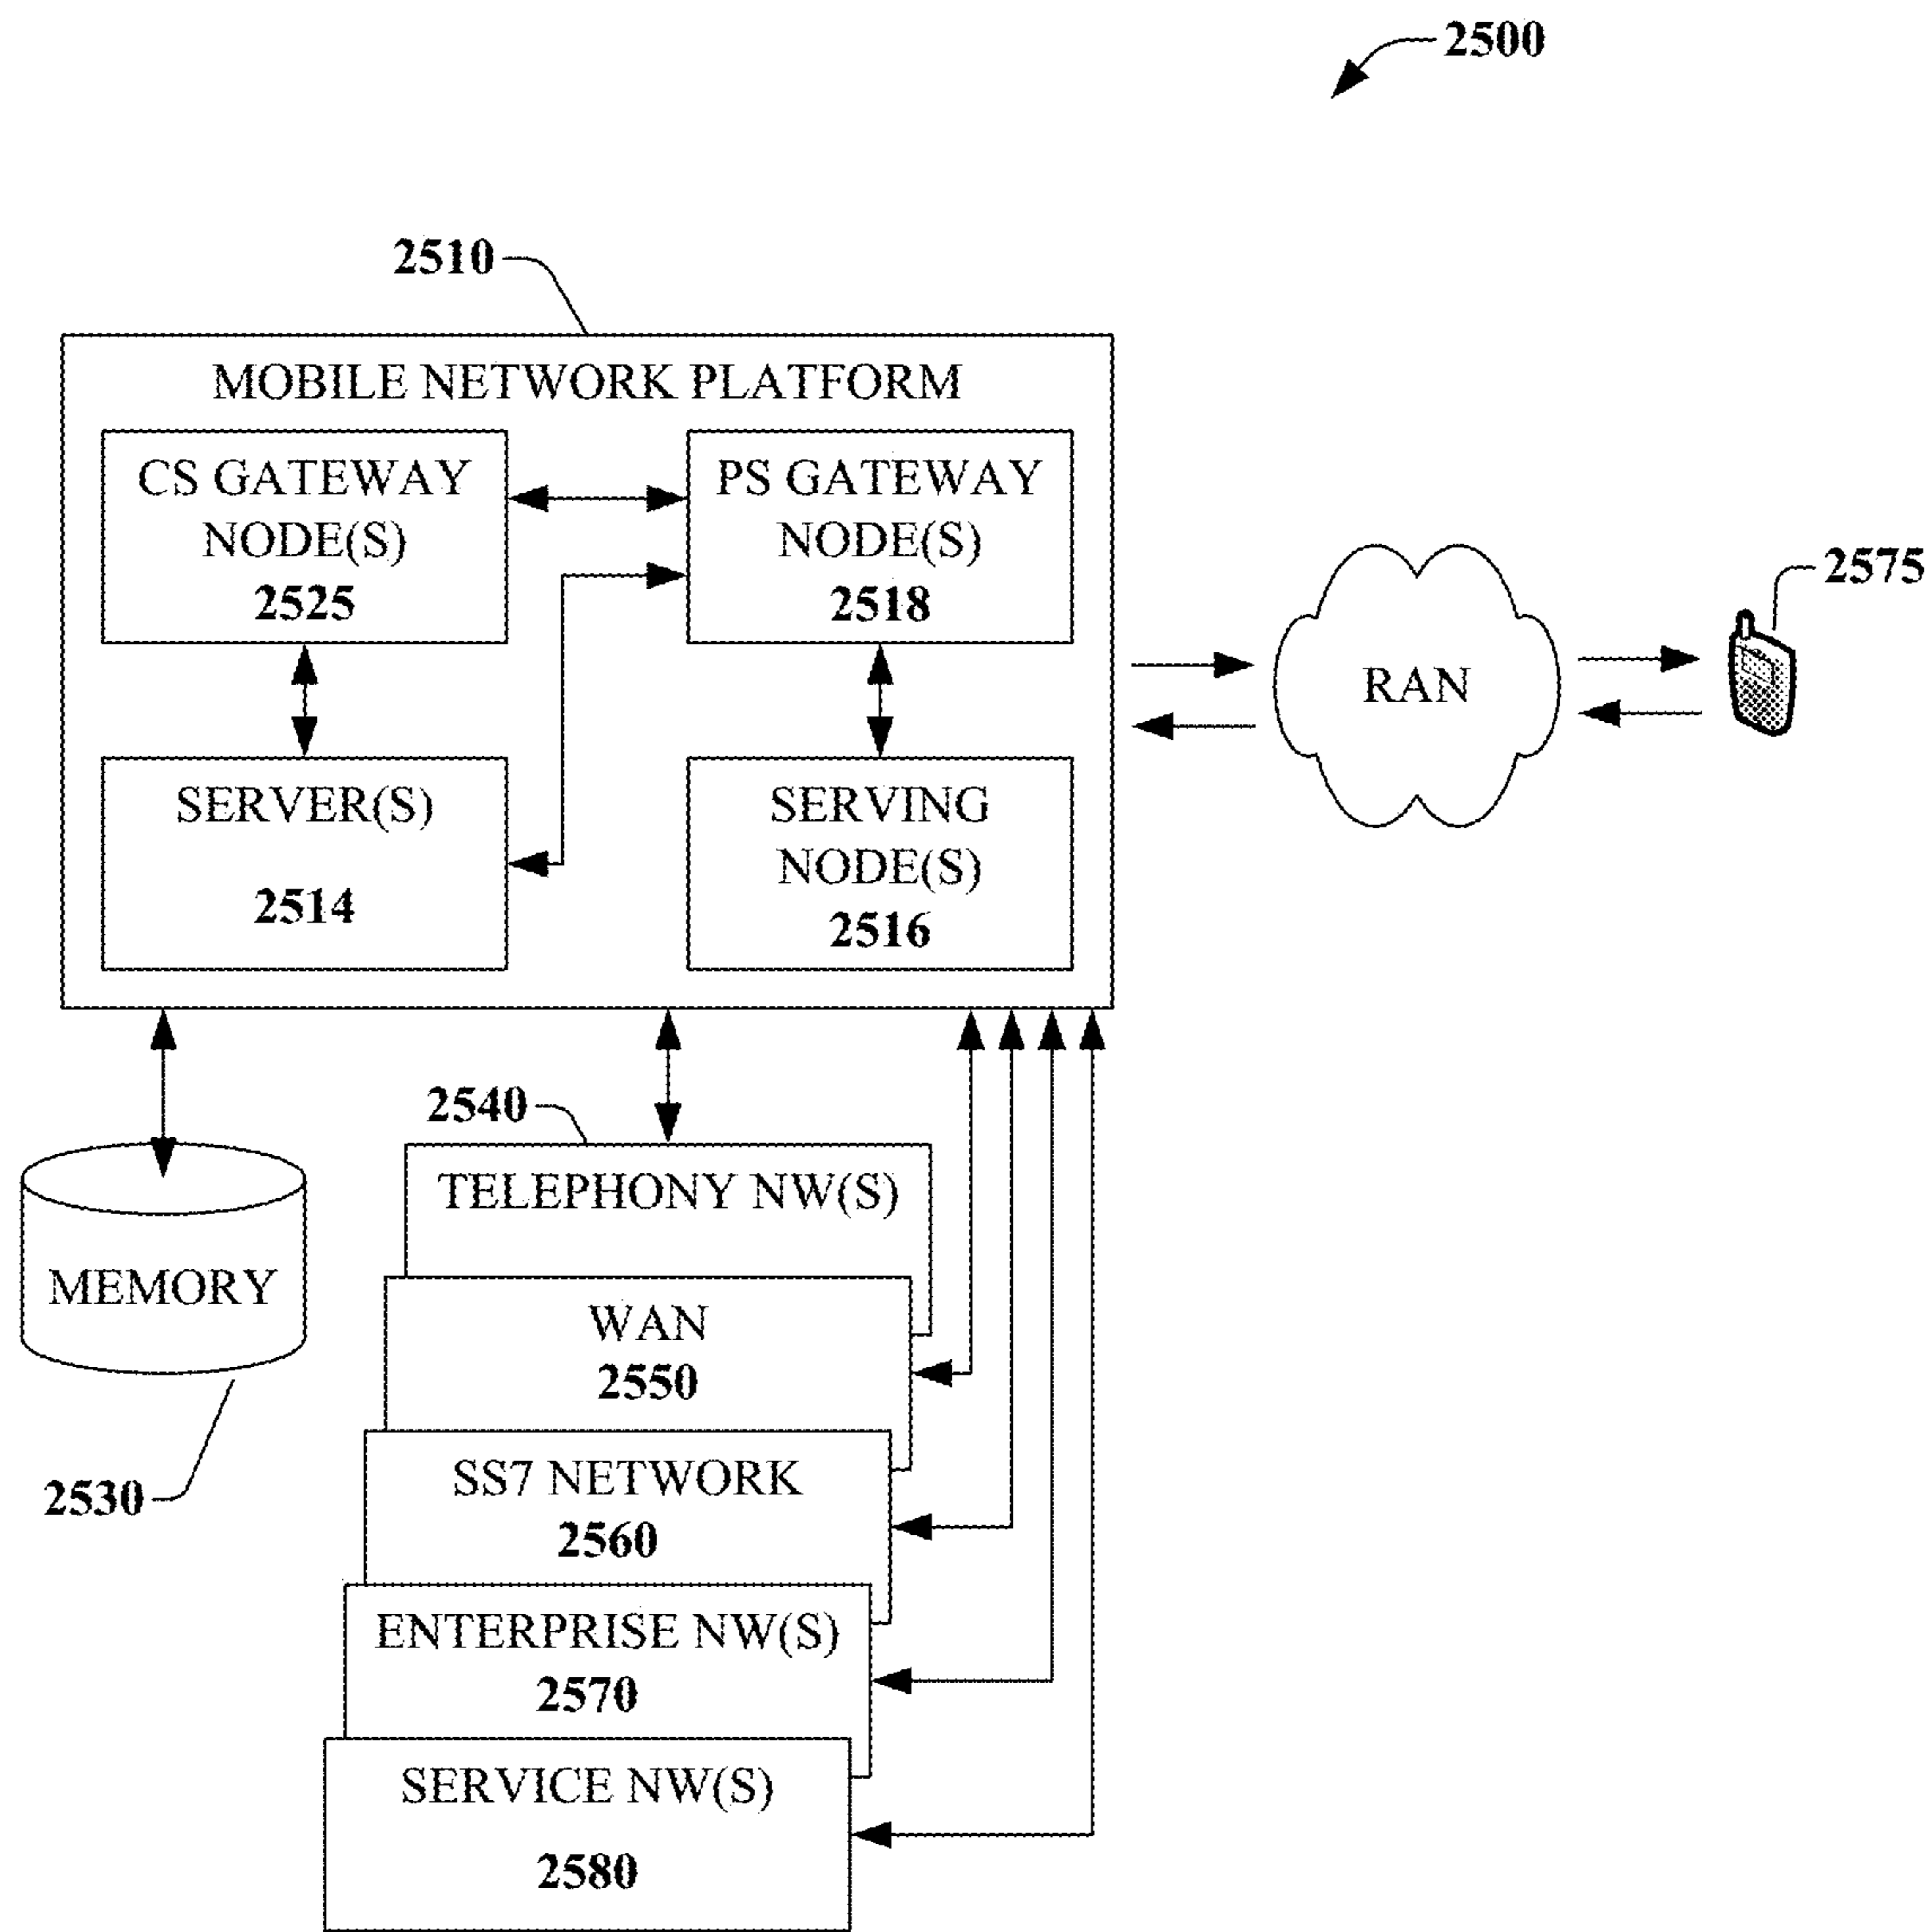 2500
2510
MOBILE NETWORK PLATFORM
CS GATEWAY
NODE(S)
2525
PS GATEWAY
NODE(S)
2518
SERVER(S)
2514
SERVING
NODE(S)
2516
RAN
2575
2540
TELEPHONY NW(S)
MEMORY
2530
WAN
2550
SS7 NETWORK
2560
ENTERPRISE NW(S)
2570
SERVICE NW(S)
2580